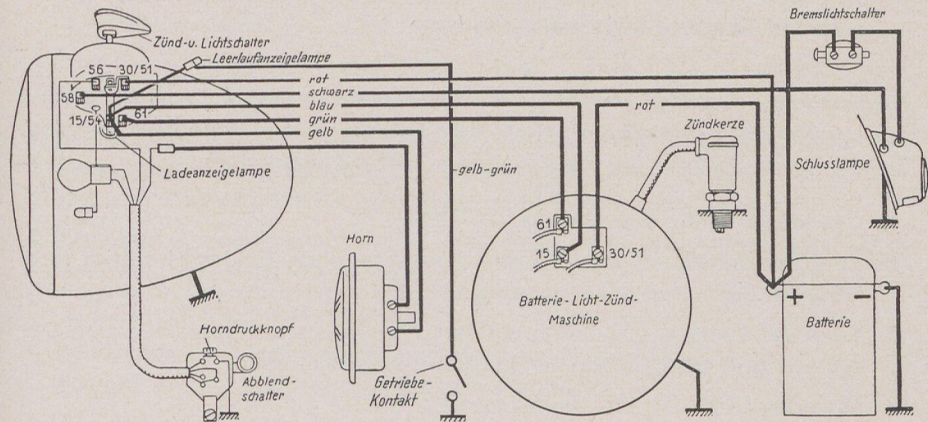 Bremslichtschalter
Zünd-u. Lichtschalter
Leerlaufanzeigelampe
56 30/51
rot
58
schwarz
blau
rot
15/54
61
grün
gelb
Zündkerze
Ladeanzeigelampe
gelb-grün
Schlusslampe
61
Horn
15
30/51
+ -
Batterie-Licht-Zünd-
Maschine
Batterie
Horndruckknopf
Abblend-
schalter
Getriebe-
Kontakt